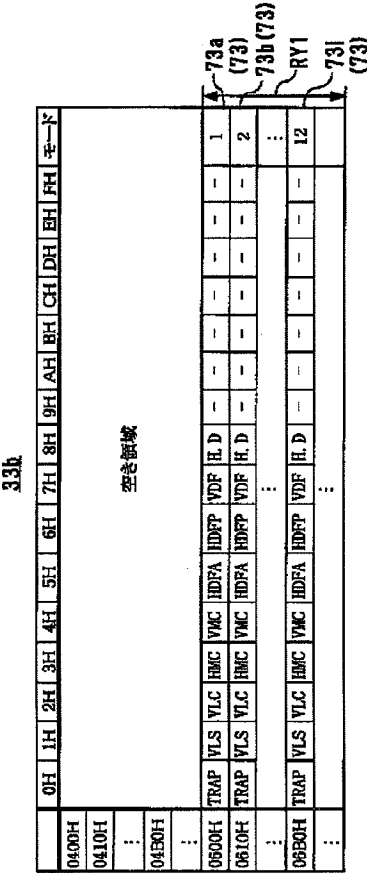 33b
0H 1H 2H 3H 4H 5H 6H 7H 8H 9H AH BH CH DH EH FH モード
0400H
0410H
⋮
04B0H
⋮
空き領域
0600H TRAP VLS VLC HMC VMC HDFA HDFP VDF H.D - - - - - - - 1
0610H TRAP VLS VLC HMC VMC HDFA HDFP VDF H.D - - - - - - - 2
⋮ ⋮ ⋮
06B0H TRAP VLS VLC HMC VMC HDFA HDFP VDF H.D - - - - - - - 12
⋮ ⋮
73a (73)
73b (73)
RY1
73l (73)